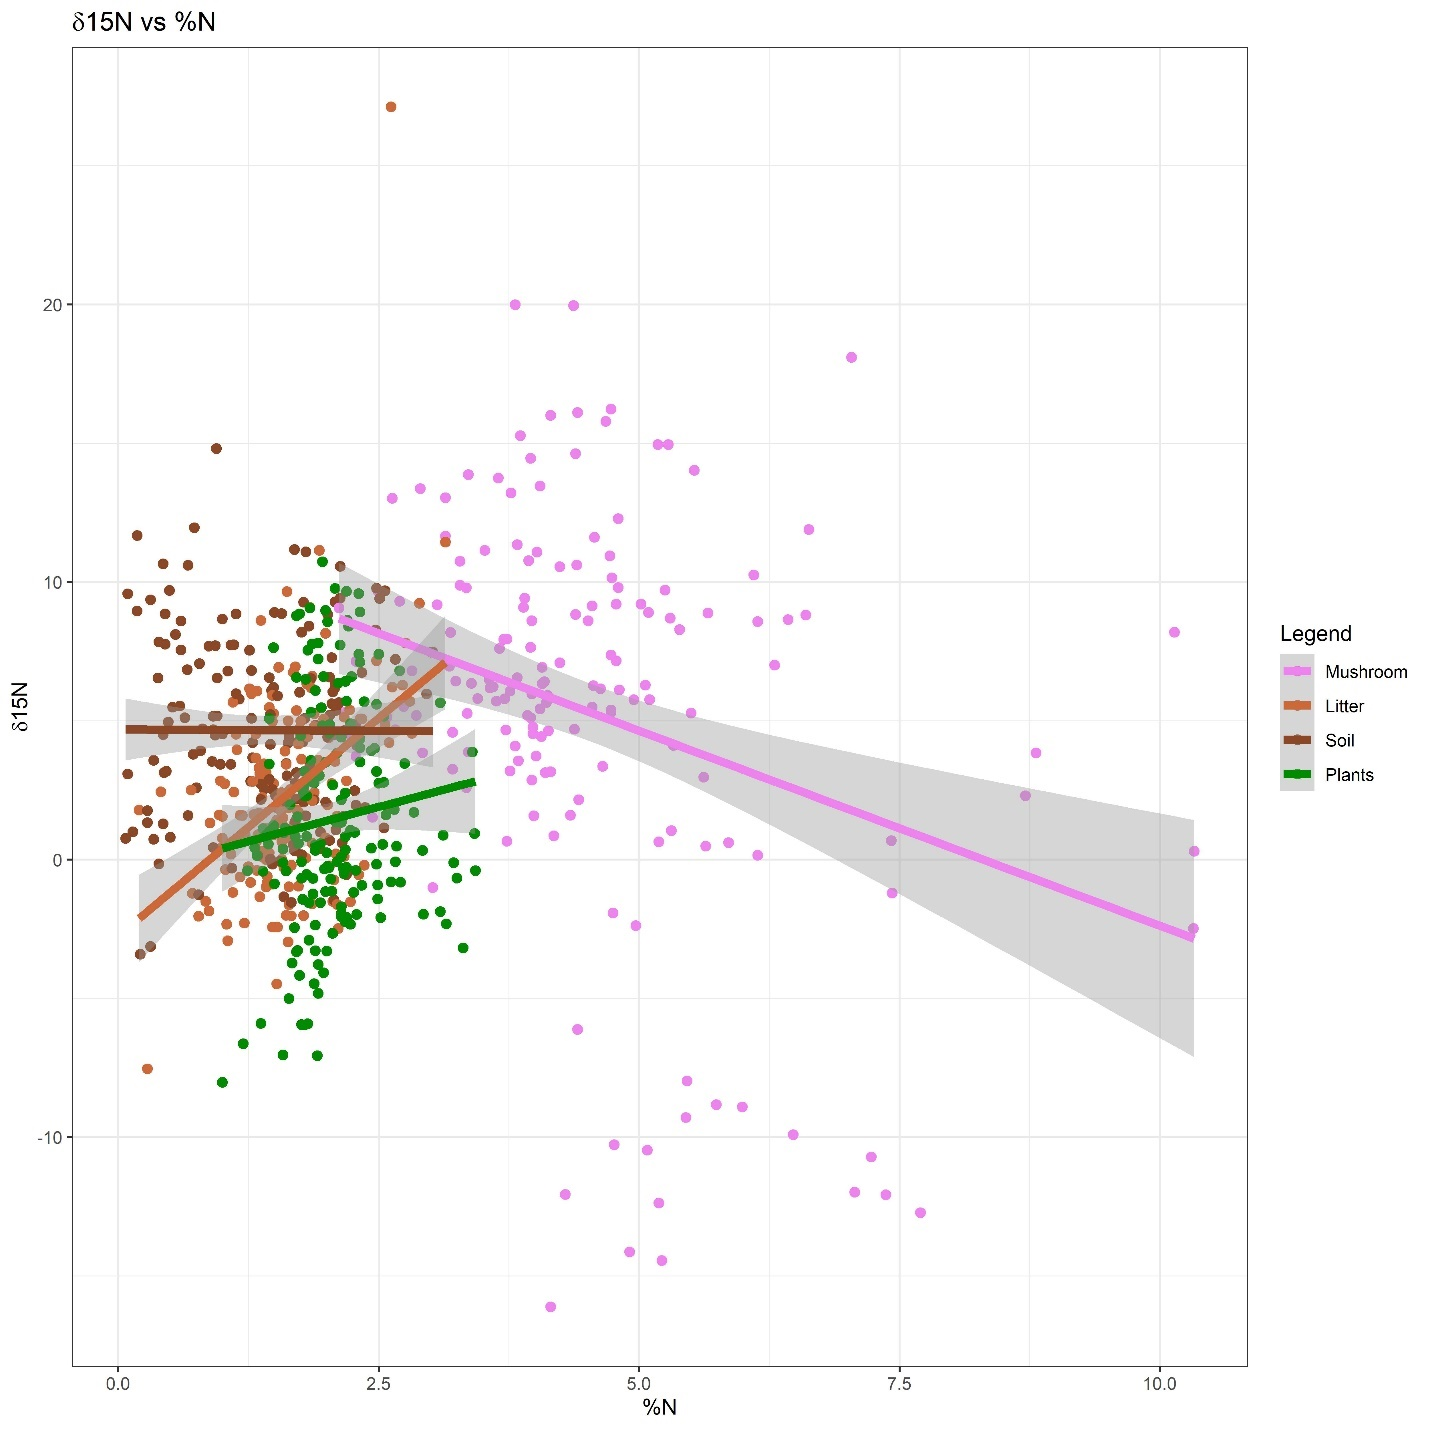 δ15N vs %N
20
10
0
-10
δ15N
0.0
2.5
5.0
7.5
10.0
%N
Legend
Mushroom
Litter
Soil
Plants